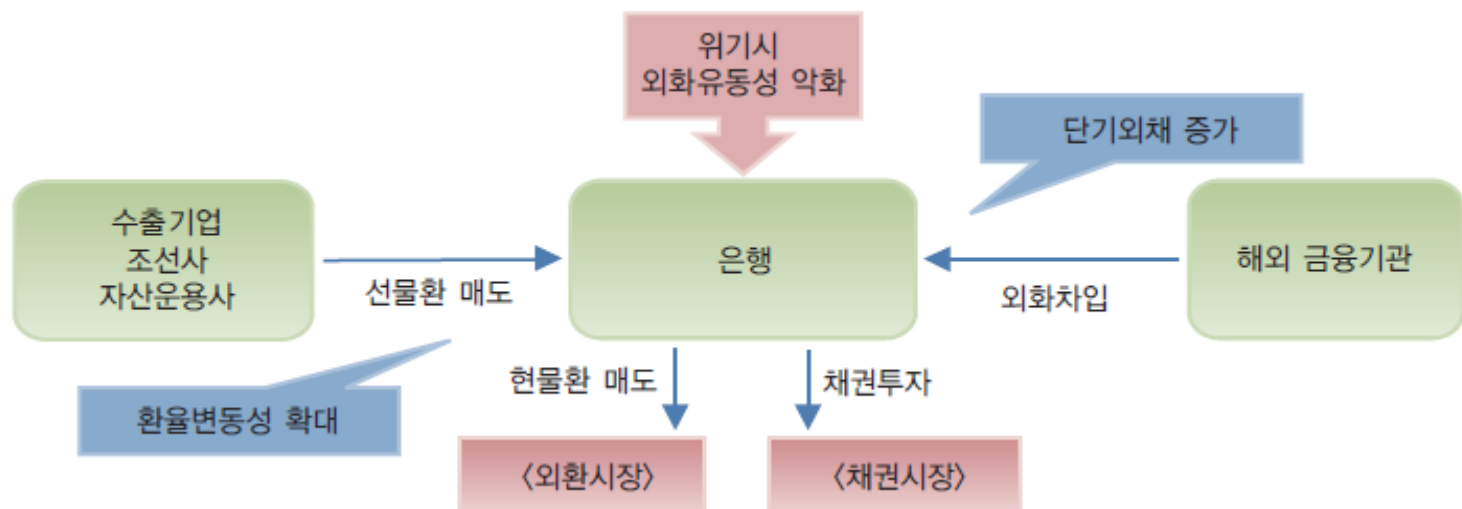 위기시
외화유동성 악화
단기외채 증가
수출기업
조선사
자산운용사
선물환 매도
은행
외화차입
해외 금융기관
환율변동성 확대
현물환 매도
채권투자
〈외환시장〉
〈채권시장〉